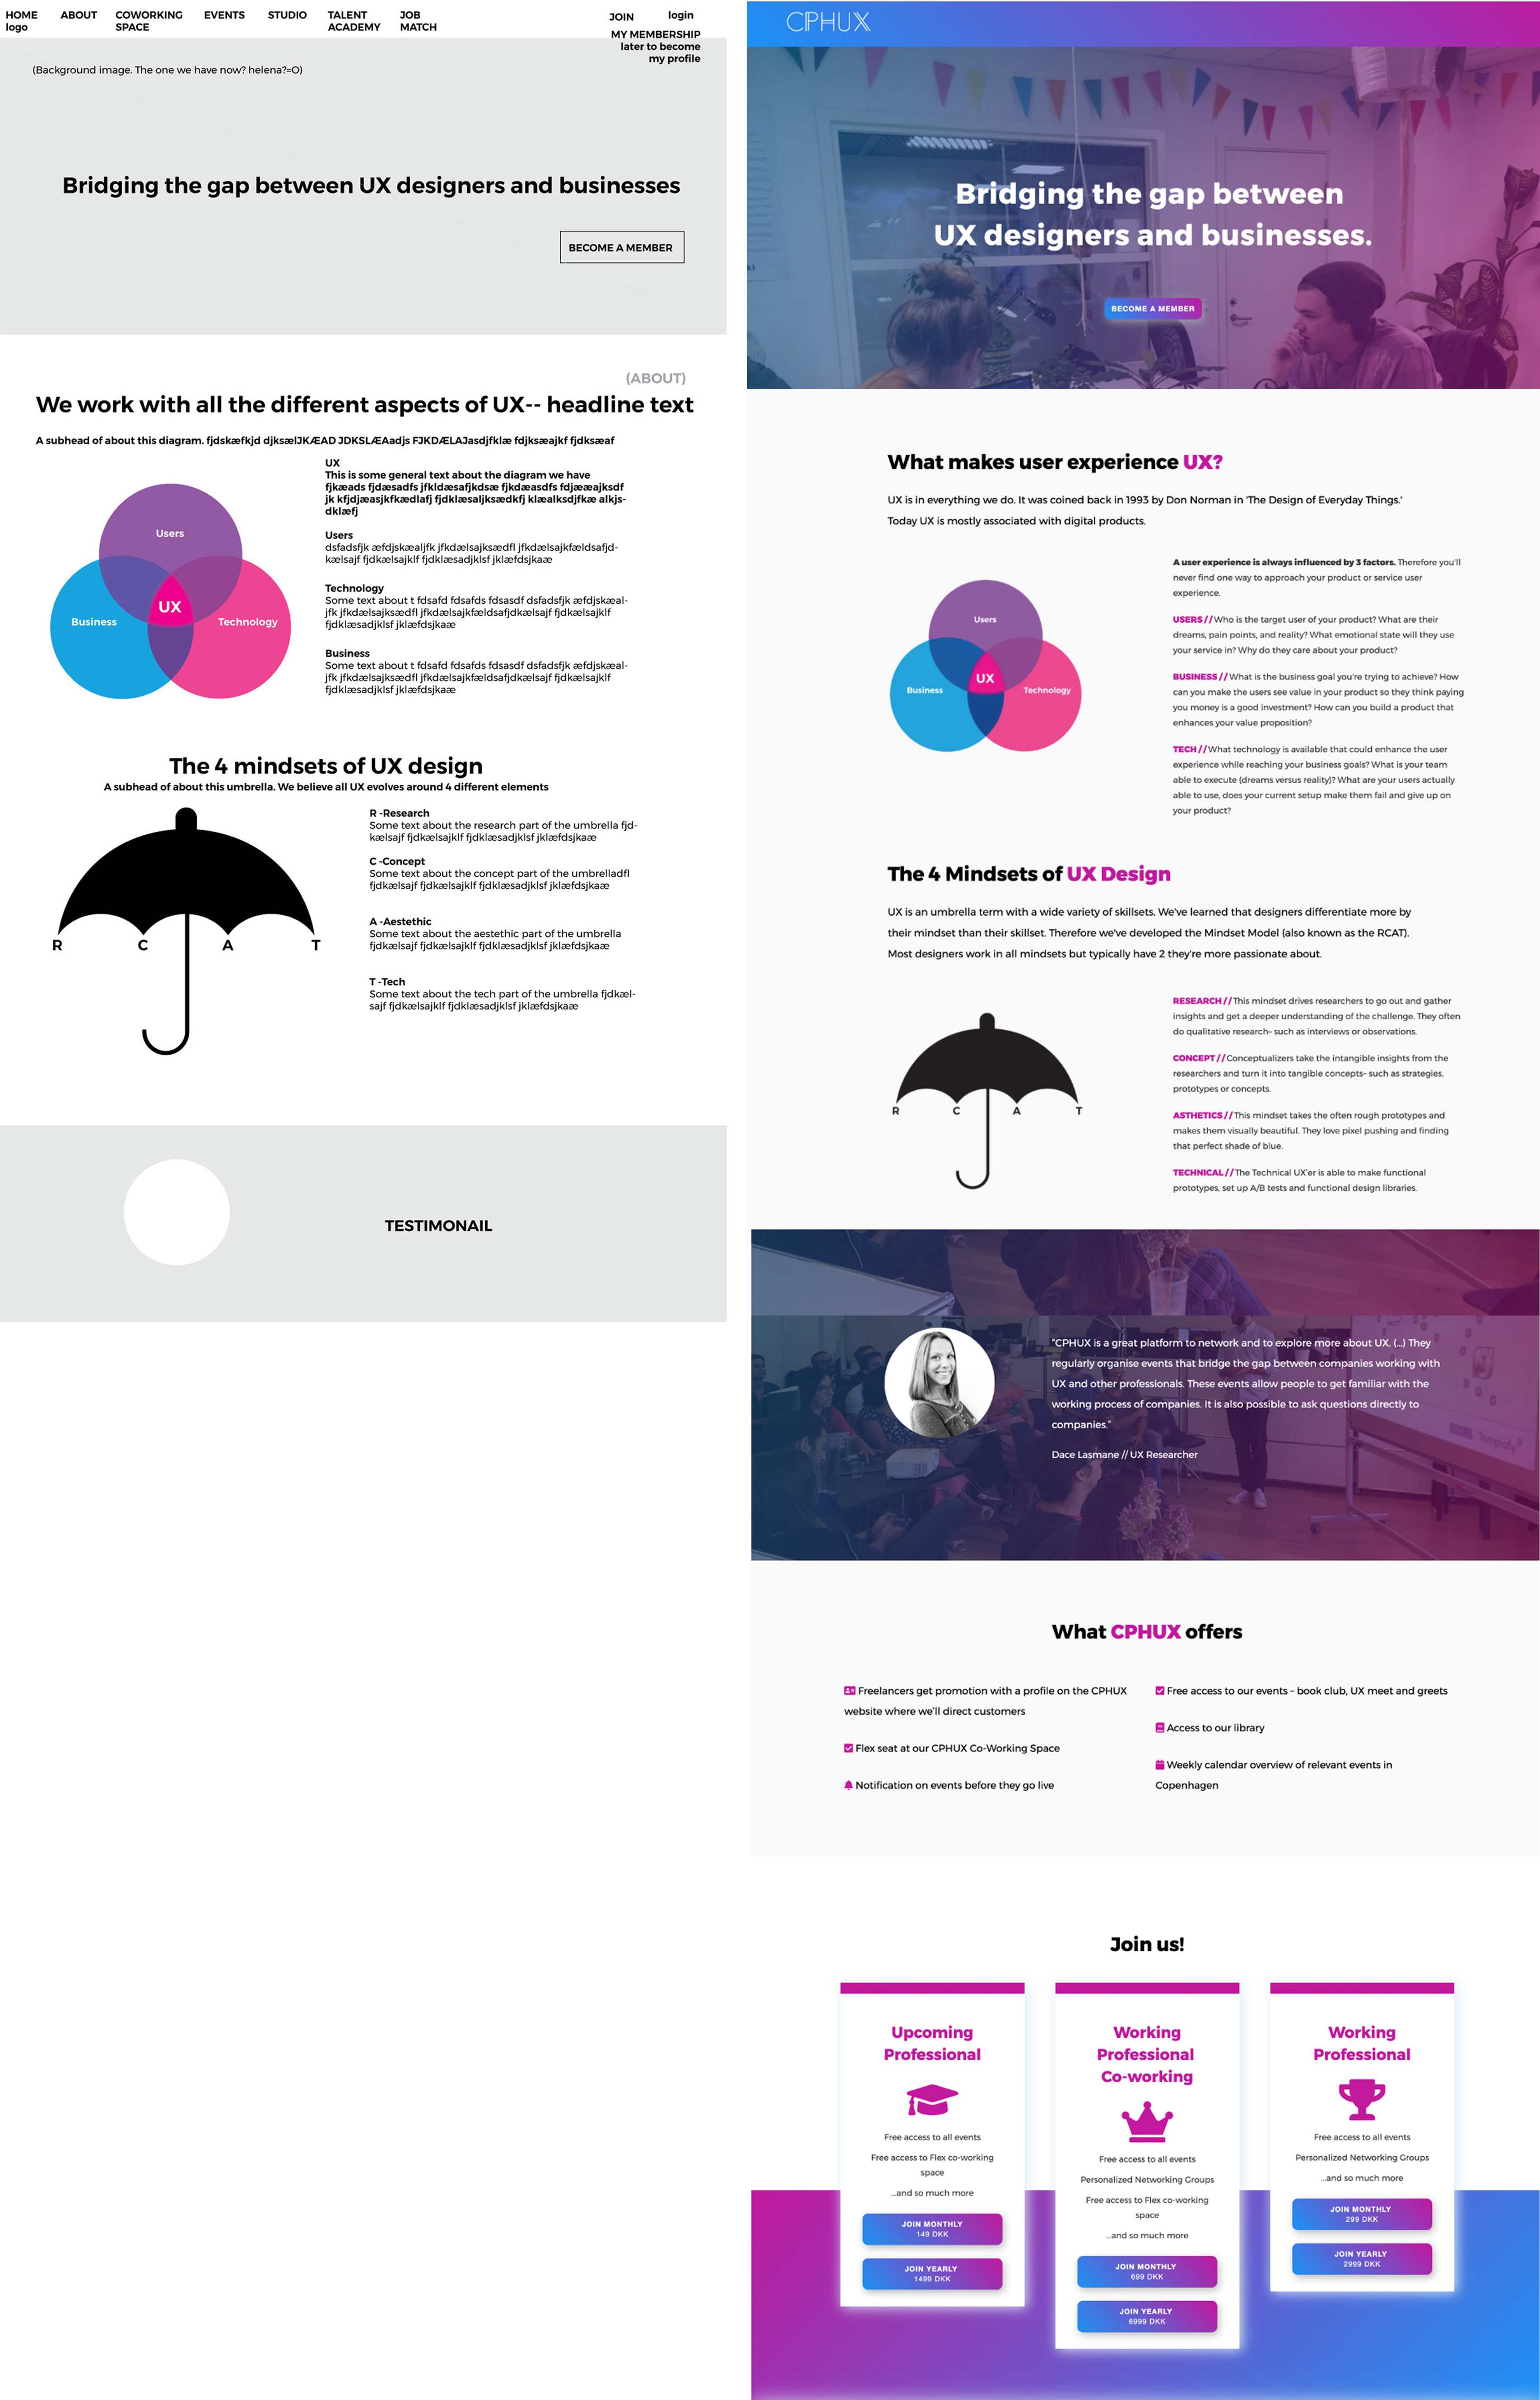 HOME
logo
ABOUT
COWORKING
SPACE
EVENTS
STUDIO
TALENT
ACADEMY
JOB
MATCH
JOIN
login
MY MEMBERSHIP
later to become
my profile
(Background image. The one we have now? helena?=O)
Bridging the gap between UX designers and businesses
BECOME A MEMBER
(ABOUT)
We work with all the different aspects of UX-- headline text
A subhead of about this diagram. fjdskæfkjd djksælJKÆAD JDKSLÆAadjs FJKDÆLAJasdjfklæ fdjksæajkf fjdksæaf
Users
Business
UX
Technology
UX
This is some general text about the diagram we have
fjkæads fjdæsadfs jfkldæsafjkdsæ fjkdæasdfs fdjæææajksdf
jk kfjdjæasjkfkædlafj fjdklæsaljksædkfj klæalksdjfkæ alkjs-
dklæfj
Users
dsfadsfjk æfdjskæaljfk jfkdælsajksædfl jfkdælsajkfældsafjd-
kælsajf fjdkælsajklf fjdklæsadjklsf jklæfdsjkaæ
Technology
Some text about t fdsafd fdsafds fdsasdf dsfadsfjk æfdjskæal-
jfk jfkdælsajksædfl jfkdælsajkfældsafjdkælsajf fjdkælsajklf
fjdklæsadjklsf jklæfdsjkaæ
Business
Some text about t fdsafd fdsafds fdsasdf dsfadsfjk æfdjskæal-
jfk jfkdælsajksædfl jfkdælsajkfældsafjdkælsajf fjdkælsajklf
fjdklæsadjklsf jklæfdsjkaæ
The 4 mindsets of UX design
A subhead of about this umbrella. We believe all UX evolves around 4 different elements
R C A T
R -Research
Some text about the research part of the umbrella fjd-
kælsajf fjdkælsajklf fjdklæsadjklsf jklæfdsjkaæ
C -Concept
Some text about the concept part of the umbrelladfl
fjdkælsajf fjdkælsajklf fjdklæsadjklsf jklæfdsjkaæ
A -Aestethic
Some text about the aestethic part of the umbrella
fjdkælsajf fjdkælsajklf fjdklæsadjklsf jklæfdsjkaæ
T -Tech
Some text about the tech part of the umbrella fjdkæl-
sajf fjdkælsajklf fjdklæsadjklsf jklæfdsjkaæ
TESTIMONAIL
CPHUX
Bridging the gap between
UX designers and businesses.
BECOME A MEMBER
What makes user experience UX?
UX is in everything we do. It was coined back in 1993 by Don Norman in 'The Design of Everyday Things.'
Today UX is mostly associated with digital products.
Users
Business
UX
Technology
A user experience is always influenced by 3 factors. Therefore you'll
never find one way to approach your product or service user
experience.
USERS // Who is the target user of your product? What are their
dreams, pain points, and reality? What emotional state will they use
your service in? Why do they care about your product?
BUSINESS // What is the business goal you're trying to achieve? How
can you make the users see value in your product so they think paying
you money is a good investment? How can you build a product that
enhances your value proposition?
TECH // What technology is available that could enhance the user
experience while reaching your business goals? What is your team
able to execute (dreams versus reality)? What are your users actually
able to use, does your current setup make them fail and give up on
your product?
The 4 Mindsets of UX Design
UX is an umbrella term with a wide variety of skillsets. We've learned that designers differentiate more by
their mindset than their skillset. Therefore we've developed the Mindset Model (also known as the RCAT).
Most designers work in all mindsets but typically have 2 they're more passionate about.
R C A T
RESEARCH // This mindset drives researchers to go out and gather
insights and get a deeper understanding of the challenge. They often
do qualitative research– such as interviews or observations.
CONCEPT // Conceptualizers take the intangible insights from the
researchers and turn it into tangible concepts– such as strategies,
prototypes or concepts.
ASTHETICS // This mindset takes the often rough prototypes and
makes them visually beautiful. They love pixel pushing and finding
that perfect shade of blue.
TECHNICAL // The Technical UX'er is able to make functional
prototypes, set up A/B tests and functional design libraries.
"CPHUX is a great platform to network and to explore more about UX. (...) They
regularly organise events that bridge the gap between companies working with
UX and other professionals. These events allow people to get familiar with the
working process of companies. It is also possible to ask questions directly to
companies."
Dace Lasmane // UX Researcher
Templafy
What CPHUX offers
Freelancers get promotion with a profile on the CPHUX
website where we'll direct customers
Flex seat at our CPHUX Co-Working Space
Notification on events before they go live
Free access to our events – book club, UX meet and greets
Access to our library
Weekly calendar overview of relevant events in
Copenhagen
Join us!
Upcoming
Professional
Free access to all events
Free access to Flex co-working
space
...and so much more
JOIN MONTHLY
149 DKK
JOIN YEARLY
1499 DKK
Working
Professional
Co-working
Free access to all events
Personalized Networking Groups
Free access to Flex co-working
space
...and so much more
JOIN MONTHLY
699 DKK
JOIN YEARLY
6999 DKK
Working
Professional
Free access to all events
Personalized Networking Groups
...and so much more
JOIN MONTHLY
299 DKK
JOIN YEARLY
2999 DKK